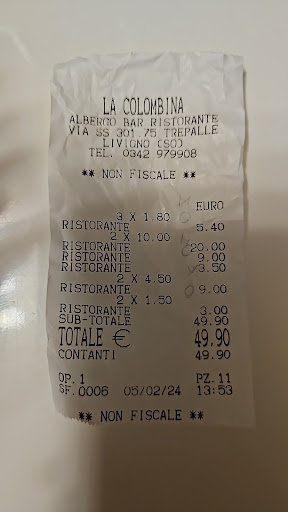 LA COLOMBINA
ALBERGO BAR RISTORANTE
VIA SS 301.75 TREPALLE
LIVIGNO (SO)
TEL. 0342 979908
** NON FISCALE **
EURO
3 X 1.80
RISTORANTE 5.40
2 X 10.00
RISTORANTE 20.00
RISTORANTE 9.00
RISTORANTE 3.50
2 X 4.50
RISTORANTE 9.00
2 X 1.50
RISTORANTE 3.00
SUB-TOTALE 49.90
TOTALE € 49.90
CONTANTI 49.90
OP.1 PZ.11
SF.0006 05/02/24 13:53
** NON FISCALE **